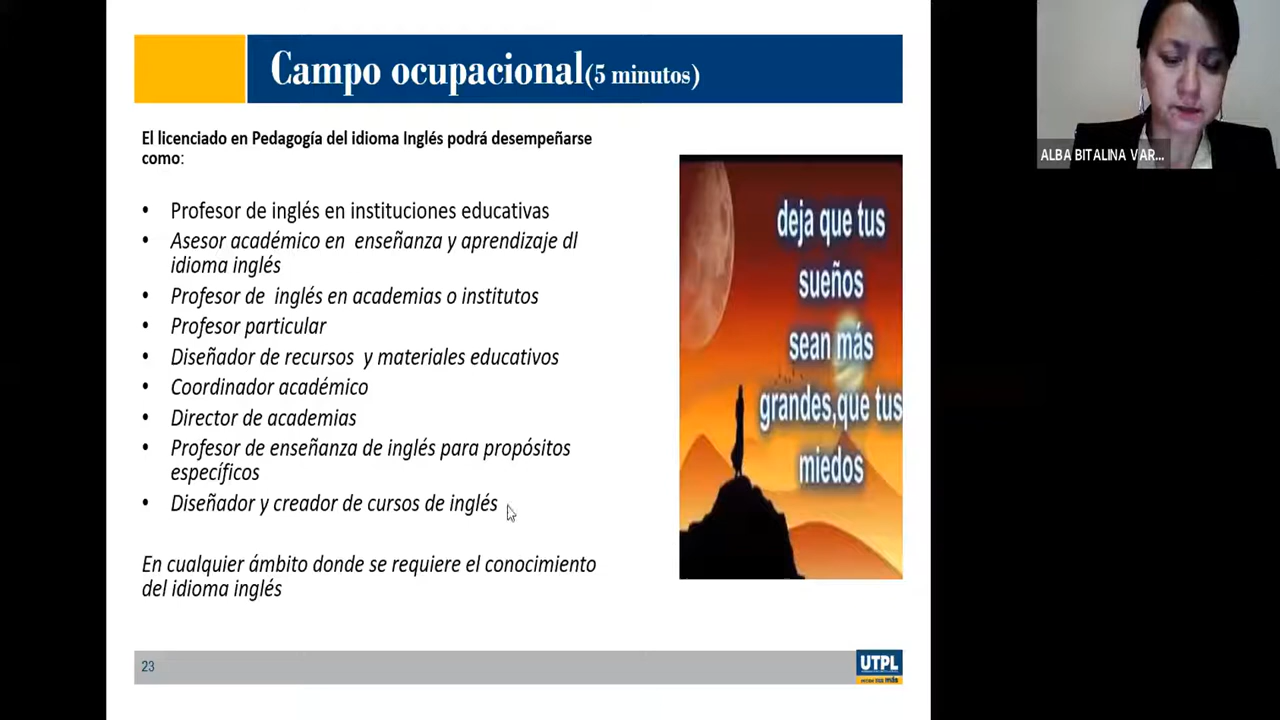 Campo ocupacional(5 minutos)
El licenciado en Pedagogía del idioma Inglés podrá desempeñarse
como:
• Profesor de inglés en instituciones educativas
• Asesor académico en enseñanza y aprendizaje dl
idioma inglés
• Profesor de inglés en academias o institutos
• Profesor particular
• Diseñador de recursos y materiales educativos
• Coordinador académico
• Director de academias
• Profesor de enseñanza de inglés para propósitos
específicos
• Diseñador y creador de cursos de inglés
En cualquier ámbito donde se requiere el conocimiento
del idioma inglés
deja que tus
sueños
sean más
grandes,que tus
miedos
23
UTPL
más
ALBA BITALINA VAR...